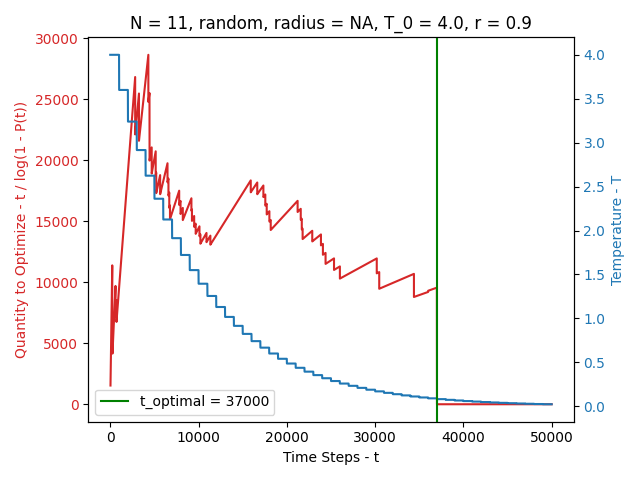 N = 11, random, radius = NA, T_0 = 4.0, r = 0.9
Quantity to Optimize - t / log(1 - P(t))
30000
25000
20000
15000
10000
5000
0
4.0
3.5
3.0
2.5
2.0
1.5
1.0
0.5
0.0
Temperature - T
t_optimal = 37000
0 10000 20000 30000 40000 50000
Time Steps - t